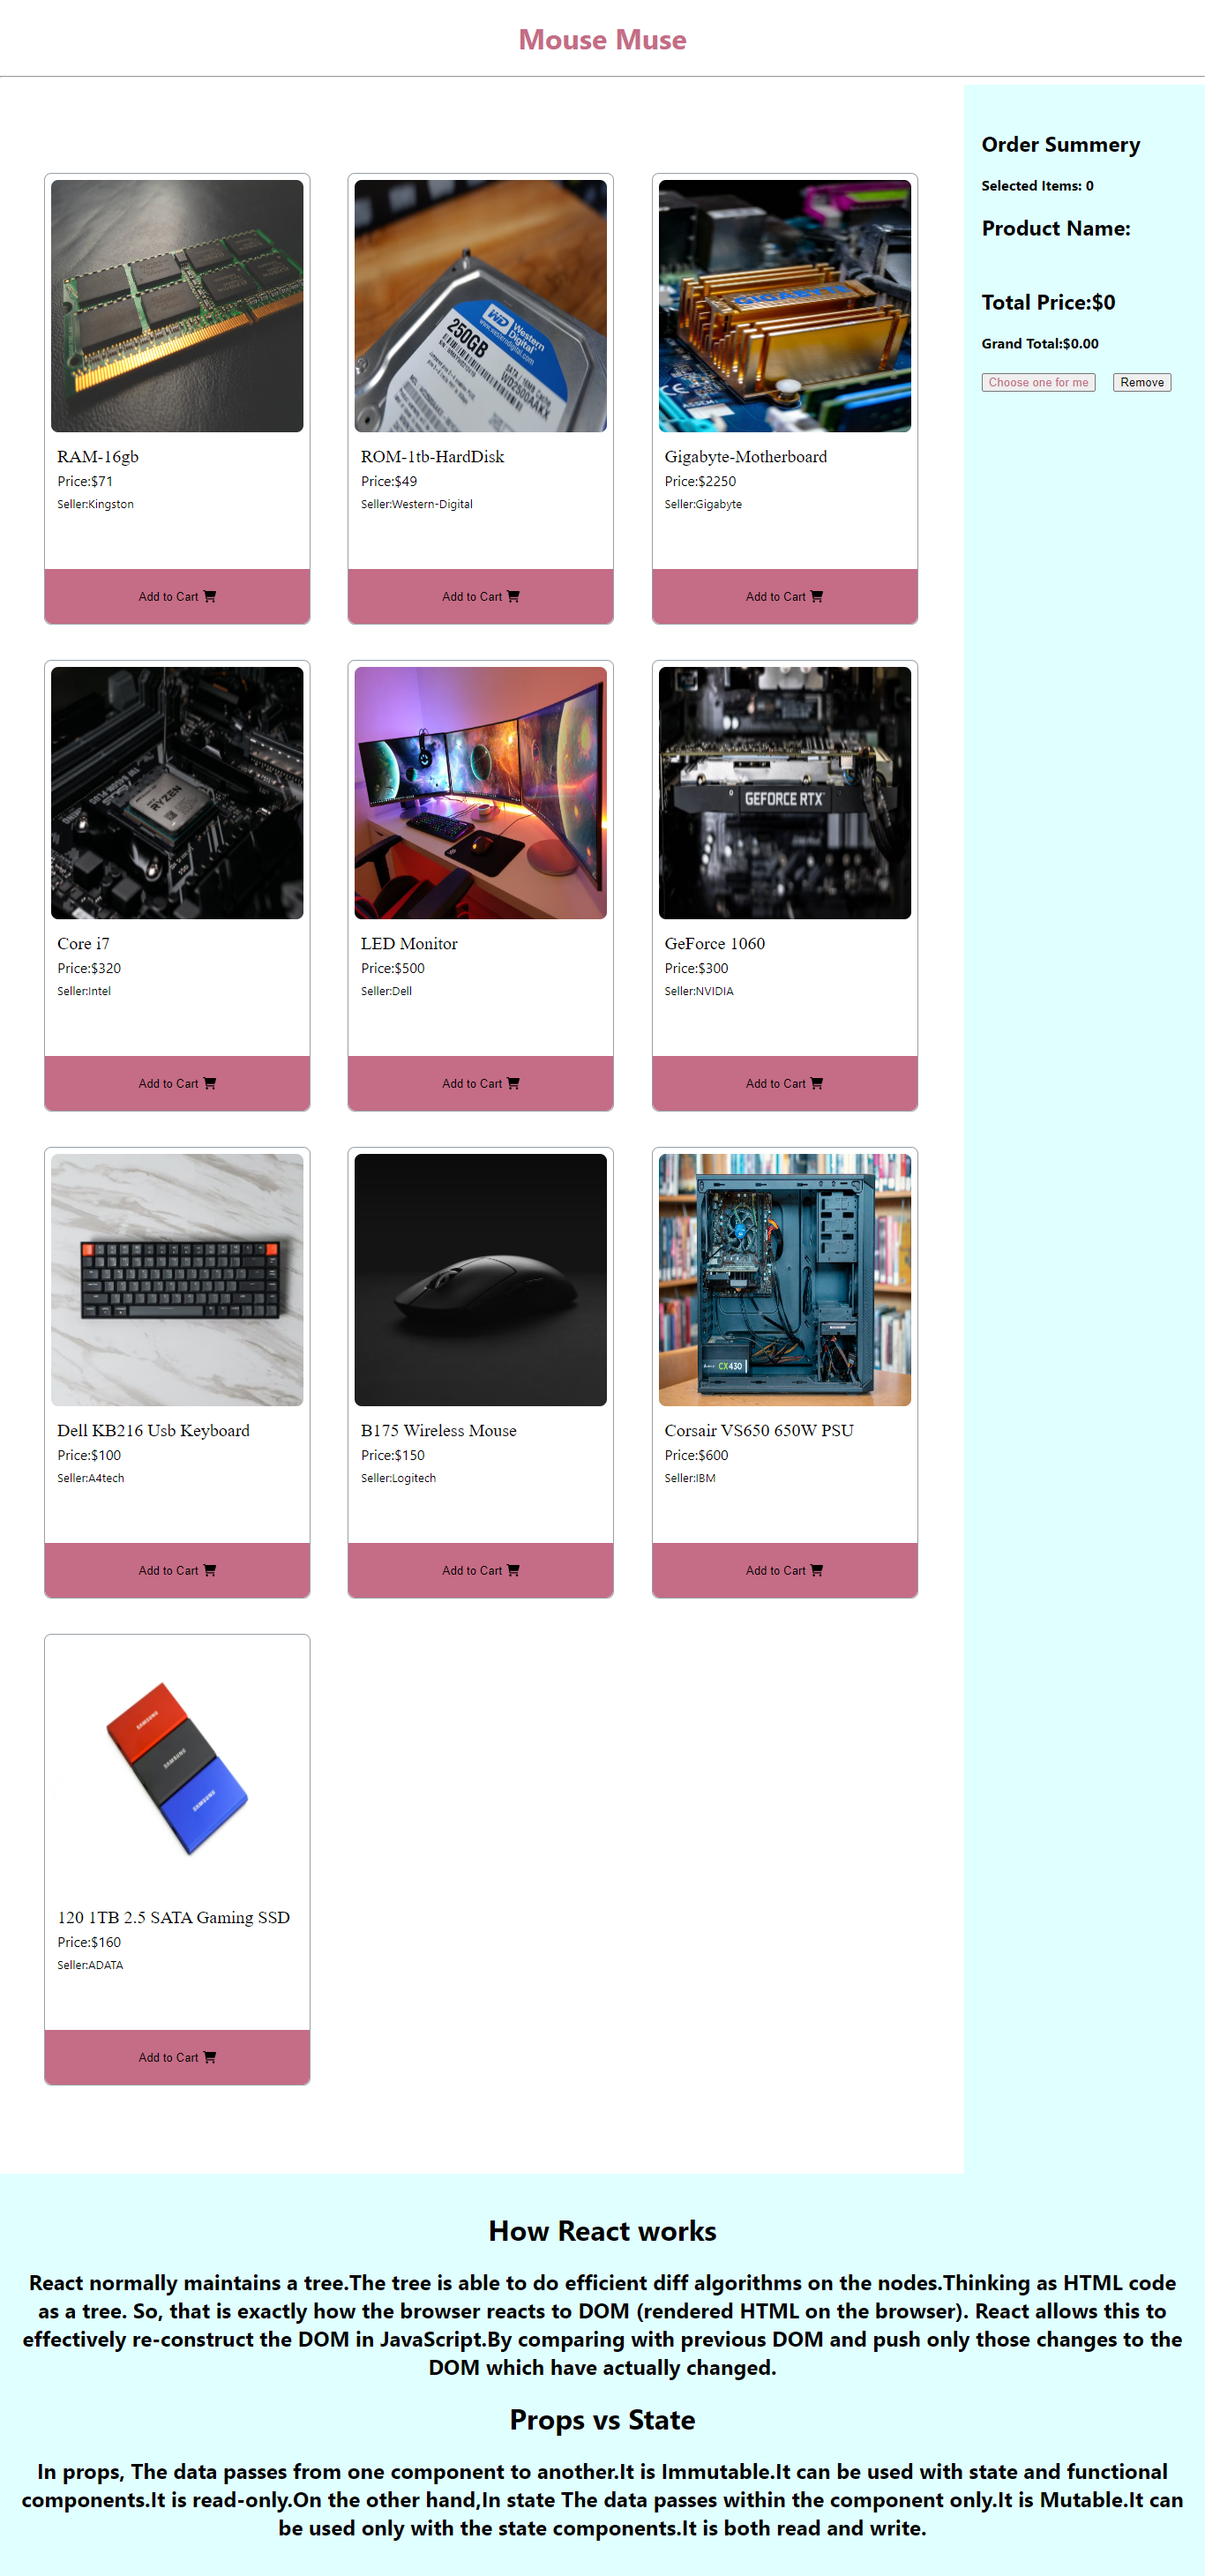 Mouse Muse
Order Summery
Selected Items: 0
Product Name:
Total Price:$0
Grand Total:$0.00
Choose one for me
Remove
250GB
WD Western Digital
GIGABYTE
RAM-16gb
Price:$71
Seller:Kingston
Add to Cart
ROM-1tb-HardDisk
Price:$49
Seller:Western-Digital
Add to Cart
Gigabyte-Motherboard
Price:$2250
Seller:Gigabyte
Add to Cart
RYZEN
GEFORCE RTX
Core i7
Price:$320
Seller:Intel
Add to Cart
LED Monitor
Price:$500
Seller:Dell
Add to Cart
GeForce 1060
Price:$300
Seller:NVIDIA
Add to Cart
CX430
Dell KB216 Usb Keyboard
Price:$100
Seller:A4tech
Add to Cart
B175 Wireless Mouse
Price:$150
Seller:Logitech
Add to Cart
Corsair VS650 650W PSU
Price:$600
Seller:IBM
Add to Cart
SAMSUNG
SAMSUNG
SAMSUNG
120 1TB 2.5 SATA Gaming SSD
Price:$160
Seller:ADATA
Add to Cart
How React works
React normally maintains a tree.The tree is able to do efficient diff algorithms on the nodes.Thinking as HTML code
as a tree. So, that is exactly how the browser reacts to DOM (rendered HTML on the browser). React allows this to
effectively re-construct the DOM in JavaScript.By comparing with previous DOM and push only those changes to the
DOM which have actually changed.
Props vs State
In props, The data passes from one component to another.It is Immutable.It can be used with state and functional
components.It is read-only.On the other hand,In state The data passes within the component only.It is Mutable.It can
be used only with the state components.It is both read and write.